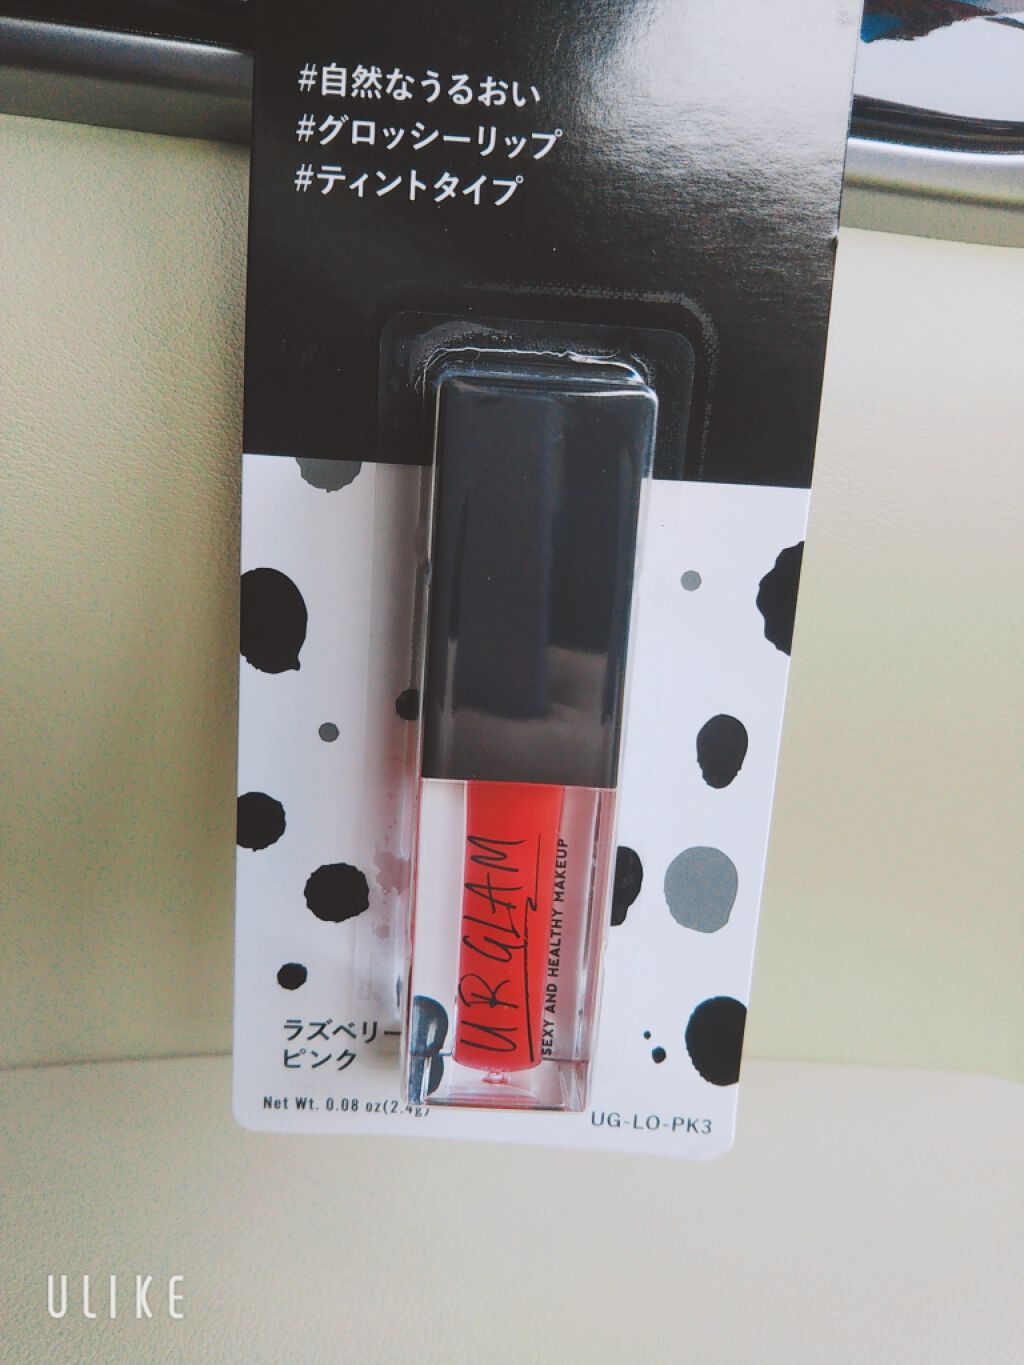 #自然なうるおい
#グロッシーリップ
#ティントタイプ
UR GLAM
SEXY AND HEALTHY MAKEUP
ラズベリー
ピンク
Net Wt. 0.08 oz(2.4g)
UG-LO-PK3
ULIKE